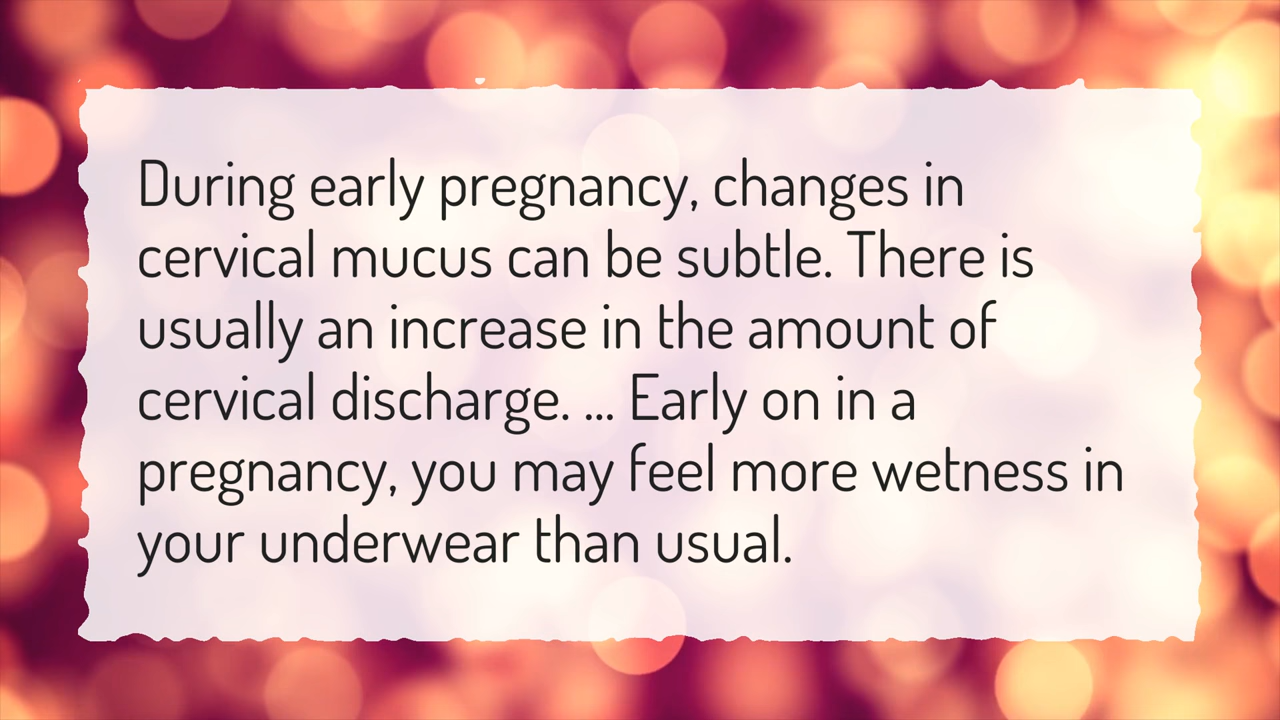 During early pregnancy, changes in
cervical mucus can be subtle. There is
usually an increase in the amount of
cervical discharge. ... Early on in a
pregnancy, you may feel more wetness in
your underwear than usual.